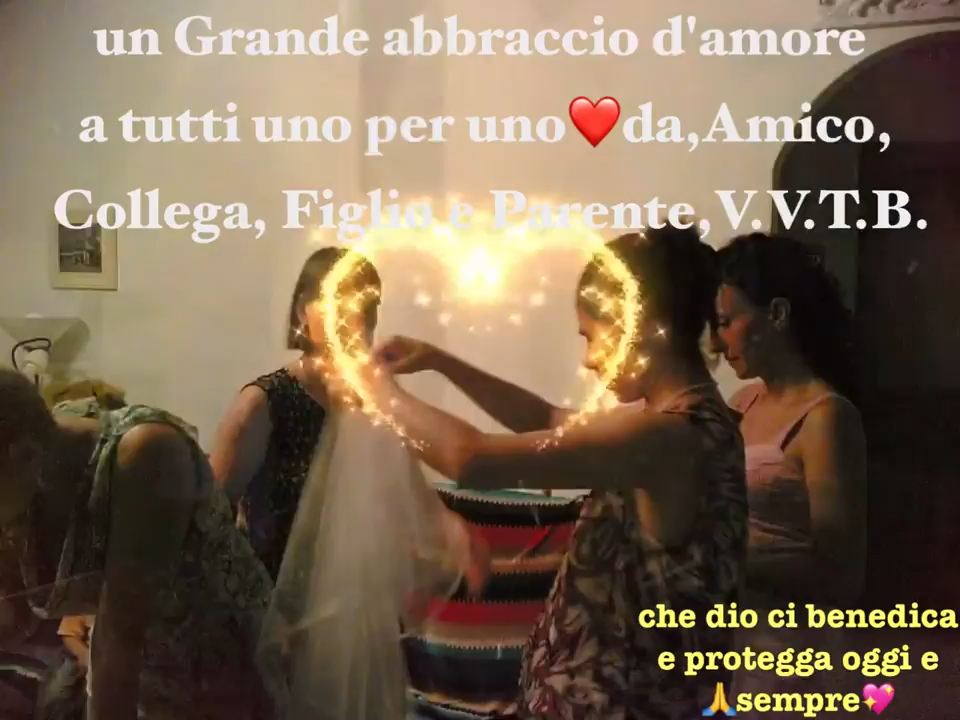 un Grande abbraccio d'amore
a tutti uno per uno❤️da,Amico,
Collega, Figlio e Parente,V.V.T.B.
che dio ci benedica
e protegga oggi e
🙏sempre💖